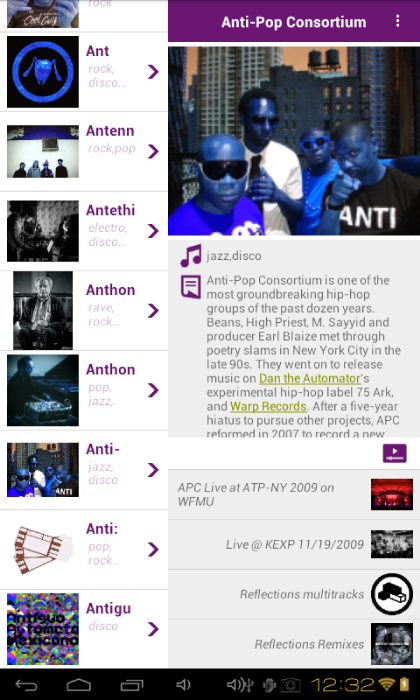 rock
Ant
rock,
disco...
Antenn
rock,pop
Antethi
electro,
disco...
Anthon
rave,
rock...
Anthon
pop,
jazz,
Anti-
jazz,
disco
ANTI
Anti:
pop,
rock...
Antiguo
Automata
Mexicano
Antigu
disco
Anti-Pop Consortium
ANTI
jazz,disco
Anti-Pop Consortium is one of the
most groundbreaking hip-hop
groups of the past dozen years.
Beans, High Priest, M. Sayyid and
producer Earl Blaize met through
poetry slams in New York City in the
late 90s. They went on to release
music on Dan the Automator's
experimental hip-hop label 75 Ark,
and Warp Records. After a five-year
hiatus to pursue other projects, APC
reformed in 2007 to record a new
APC Live at ATP-NY 2009 on
WFMU
Live @ KEXP 11/19/2009
Reflections multitracks
Reflections Remixes
12:32